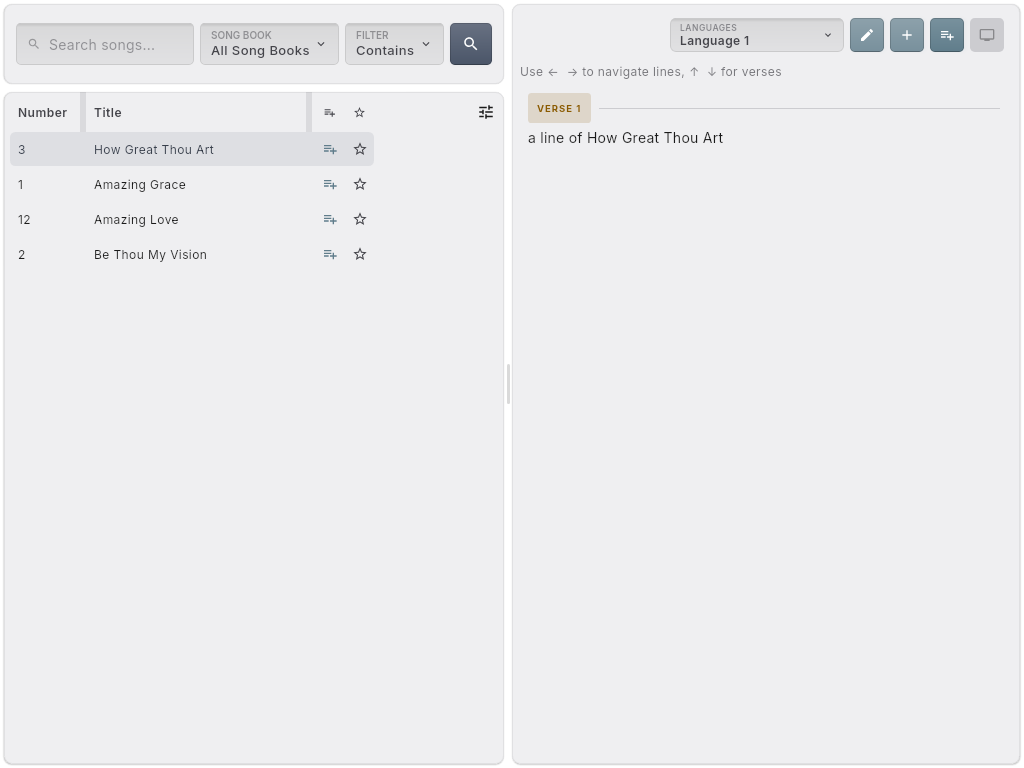 Search songs...
SONG BOOK
All Song Books
FILTER
Contains
Number Title
3 How Great Thou Art
1 Amazing Grace
12 Amazing Love
2 Be Thou My Vision
LANGUAGES
Language 1
Use ← → to navigate lines, ↑ ↓ for verses
VERSE 1
a line of How Great Thou Art